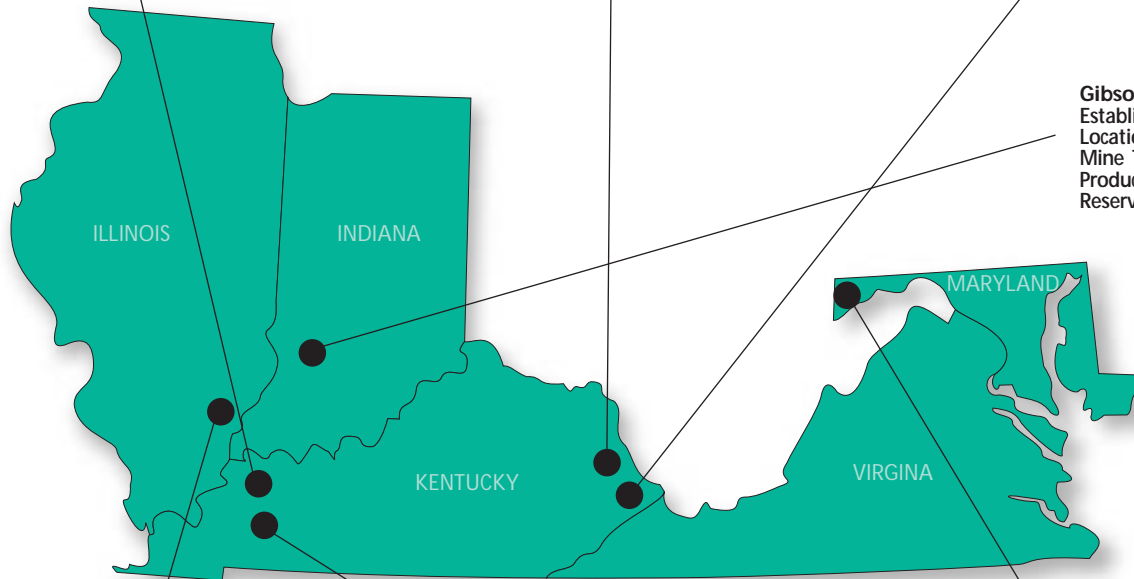 Gibso
Establi
Locatio
Mine T
Produc
Reserv
ILLINOIS
INDIANA
MARYLAND
KENTUCKY
VIRGINA